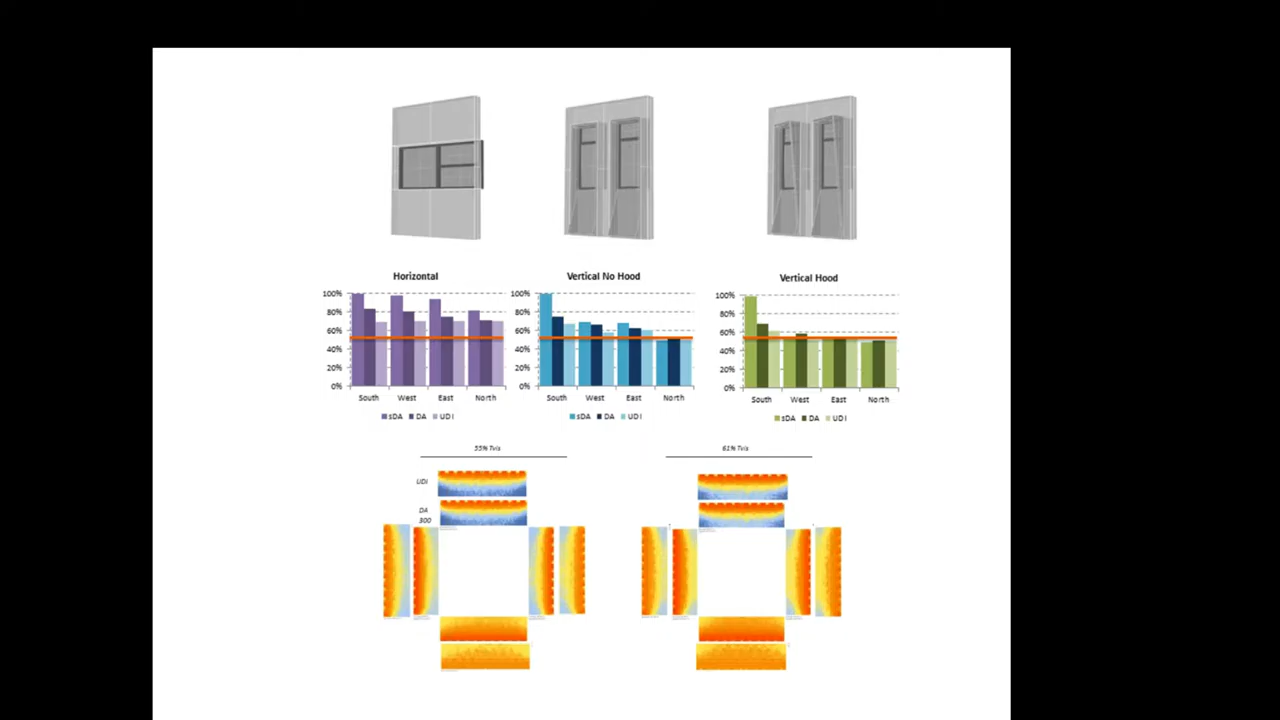 Horizontal
Vertical No Hood
Vertical Hood
100%
80%
60%
40%
20%
0%
South West East North
sDA DA UDI
100%
80%
60%
40%
20%
0%
South West East North
sDA DA UDI
100%
80%
60%
40%
20%
0%
South West East North
sDA DA UDI
55% Tvis
61% Tvis
UDI
DA
300